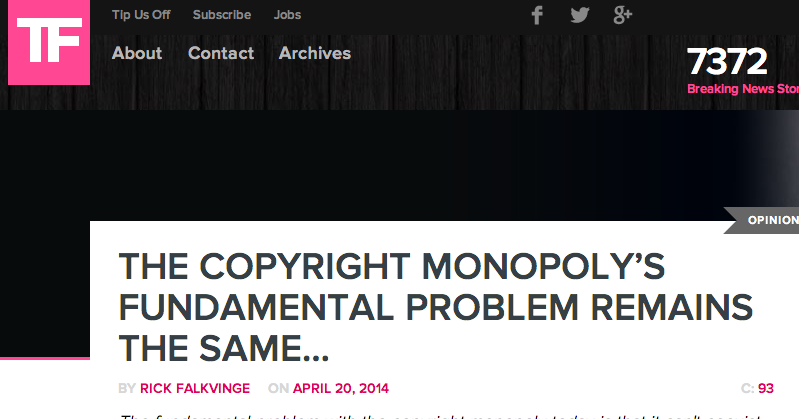 TF
Tip Us Off Subscribe Jobs
f g+
About Contact Archives
7372
Breaking News
OPINION
THE COPYRIGHT MONOPOLY’S
FUNDAMENTAL PROBLEM REMAINS
THE SAME...
BY RICK FALKVINGE ON APRIL 20, 2014 C: 93